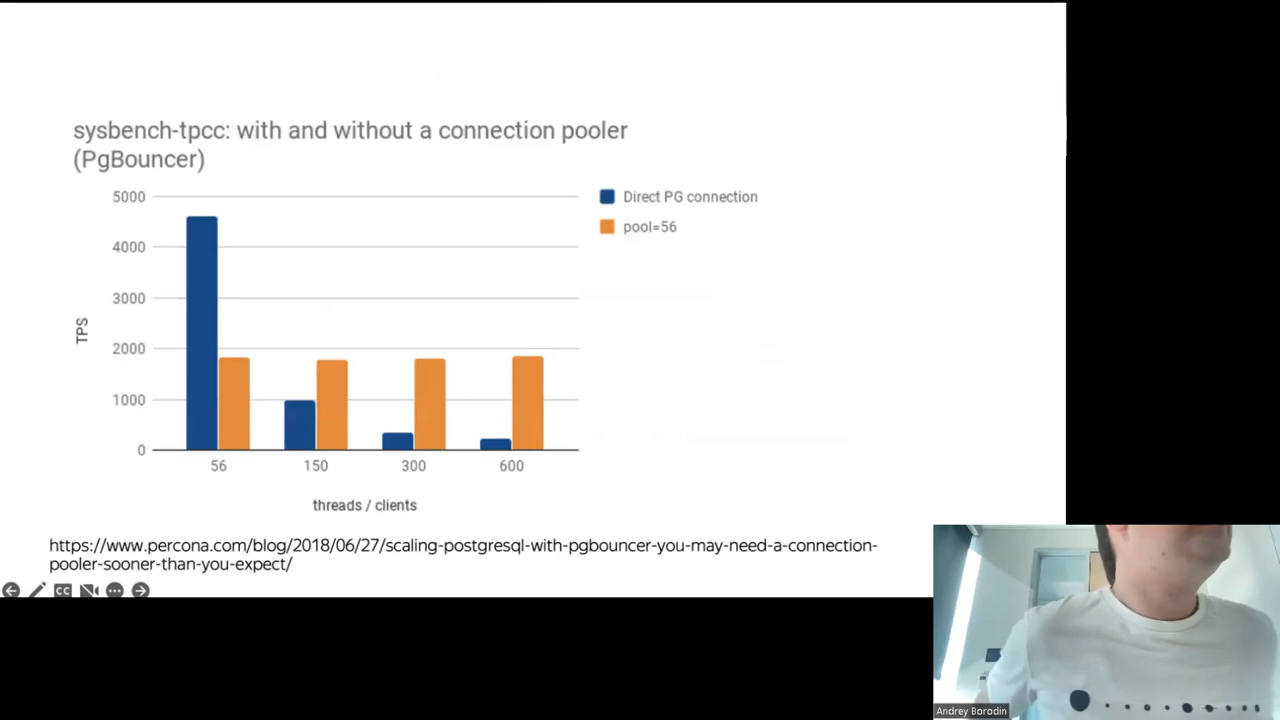 sysbench-tpcc: with and without a connection pooler
(PgBouncer)
5000
4000
3000
2000
1000
0
TPS
56
150
300
600
threads / clients
Direct PG connection
pool=56
https://www.percona.com/blog/2018/06/27/scaling-postgresql-with-pgbouncer-you-may-need-a-connection-
pooler-sooner-than-you-expect/
CC
Andrey Borodin